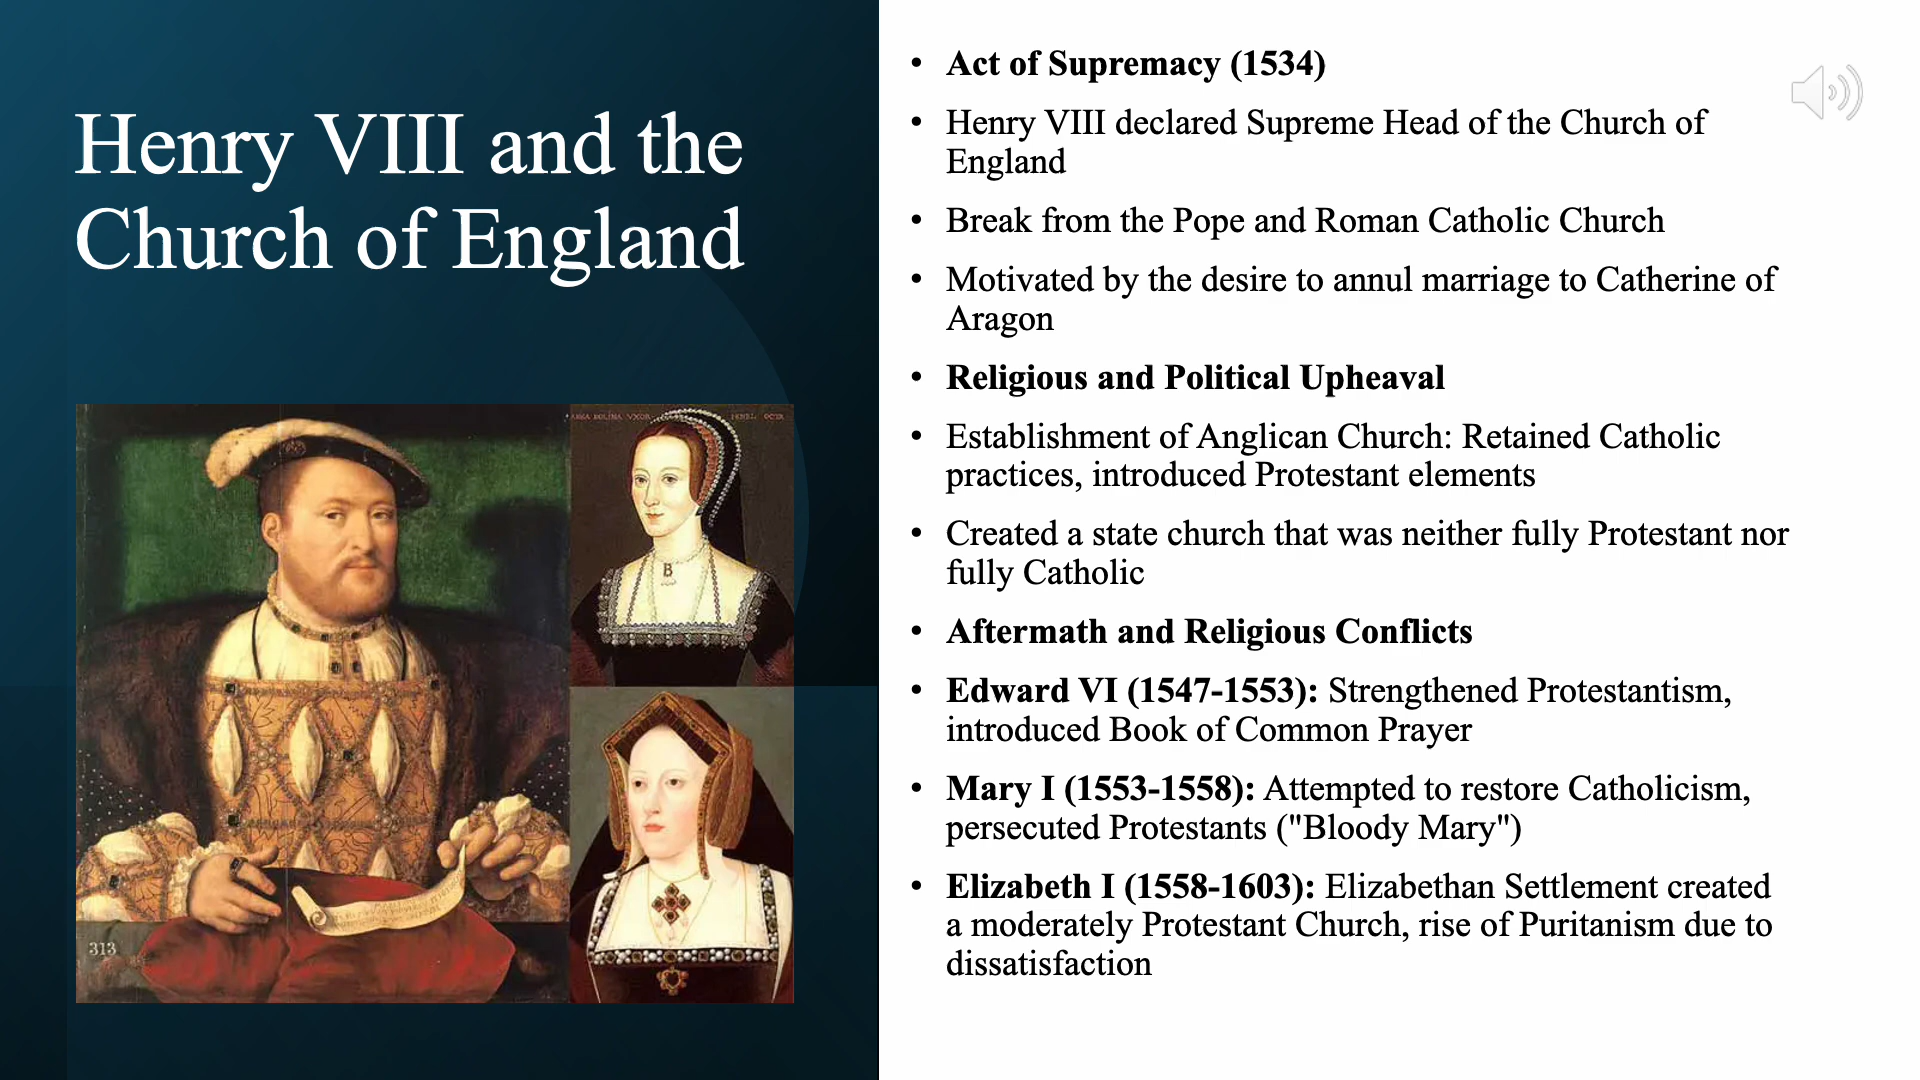 Henry VIII and the
Church of England
• Act of Supremacy (1534)
• Henry VIII declared Supreme Head of the Church of
England
• Break from the Pope and Roman Catholic Church
• Motivated by the desire to annul marriage to Catherine of
Aragon
• Religious and Political Upheaval
• Establishment of Anglican Church: Retained Catholic
practices, introduced Protestant elements
• Created a state church that was neither fully Protestant nor
fully Catholic
• Aftermath and Religious Conflicts
• Edward VI (1547-1553): Strengthened Protestantism,
introduced Book of Common Prayer
• Mary I (1553-1558): Attempted to restore Catholicism,
persecuted Protestants ("Bloody Mary")
• Elizabeth I (1558-1603): Elizabethan Settlement created
a moderately Protestant Church, rise of Puritanism due to
dissatisfaction
B
313